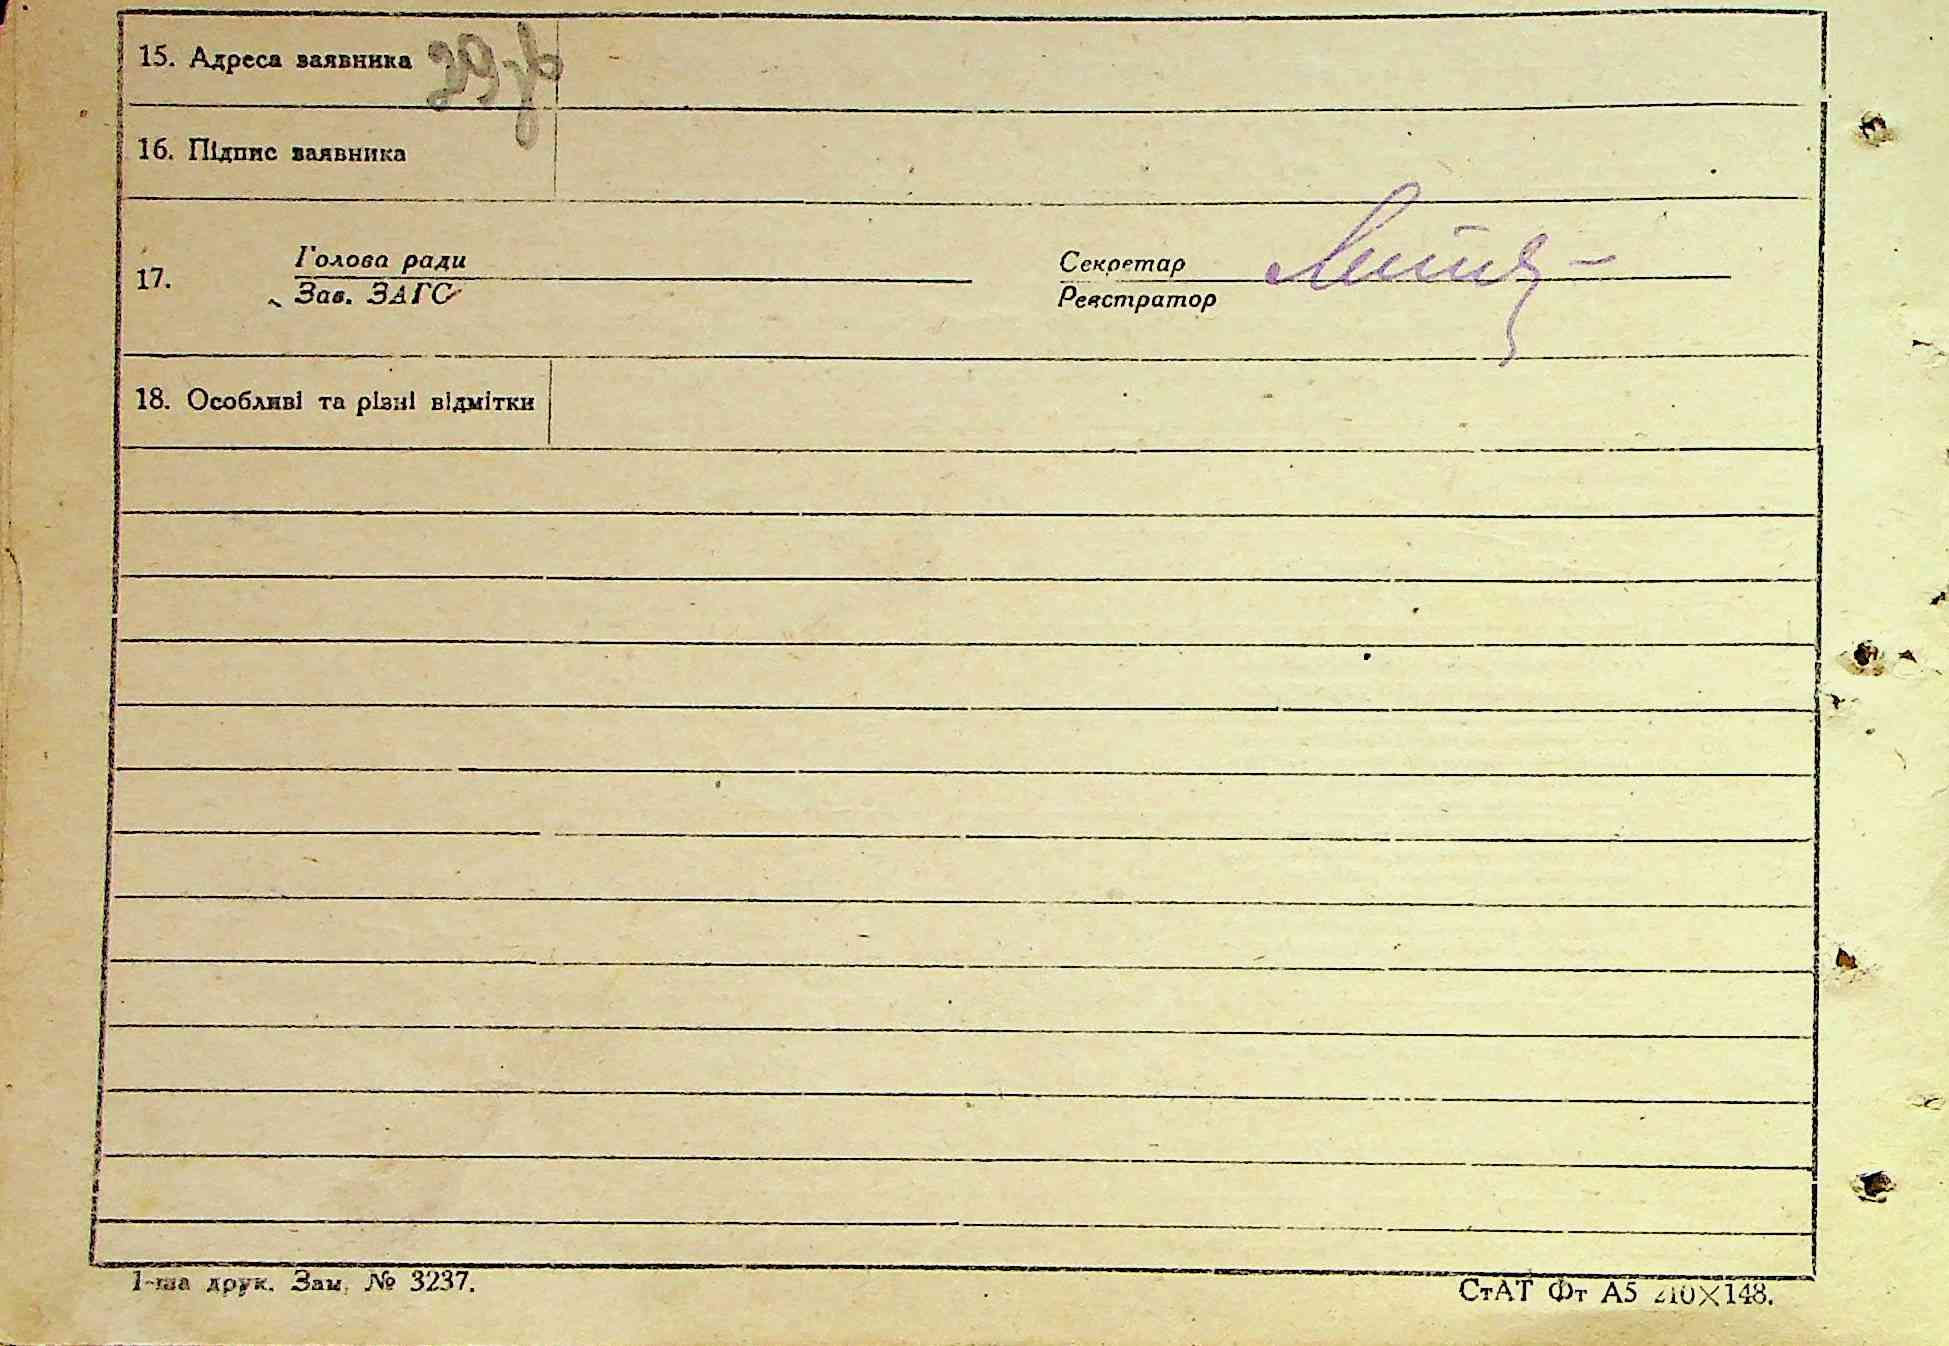 15. Адреса заявника
16. Підпис заявника
17. Голова ради Секретар
Зав. ЗАГС Реєстратор
18. Особливі та різні відмітки
1-ша друк. Зам. № 3237. СтАТ Фт А5 210×148.